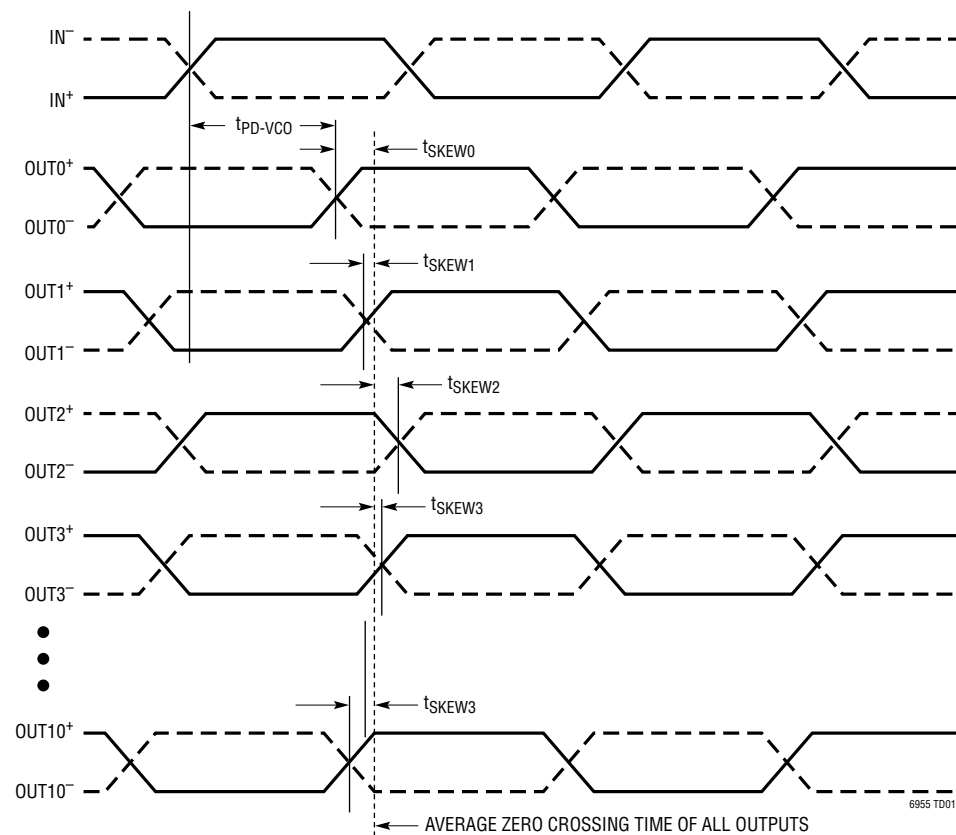 IN⁻
IN⁺
tPD-VCO
tSKEW0
OUT0⁺
OUT0⁻
tSKEW1
OUT1⁺
OUT1⁻
tSKEW2
OUT2⁺
OUT2⁻
tSKEW3
OUT3⁺
OUT3⁻
tSKEW3
OUT10⁺
OUT10⁻
6955 TD01
AVERAGE ZERO CROSSING TIME OF ALL OUTPUTS